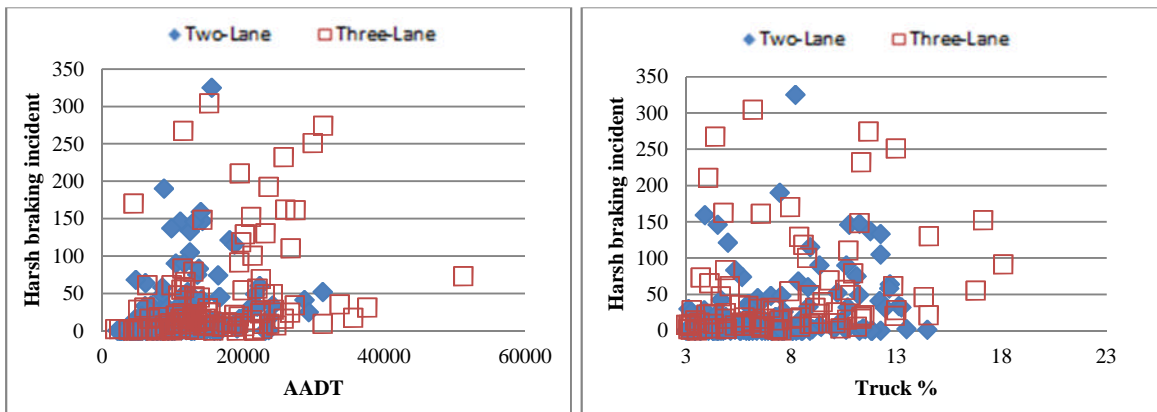 Two-Lane Three-Lane
Harsh braking incident
350
300
250
200
150
100
50
0
0 20000 40000 60000
AADT
Two-Lane Three-Lane
Harsh braking incident
350
300
250
200
150
100
50
0
3 8 13 18 23
Truck %